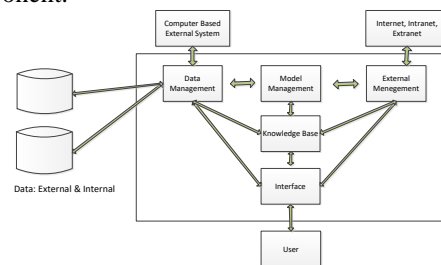 onent.
Computer Based
External System
Internet, Intranet,
Extranet
Data
Management
Model
Management
External
Menegement
Knowledge Base
Data: External & Internal
Interface
User